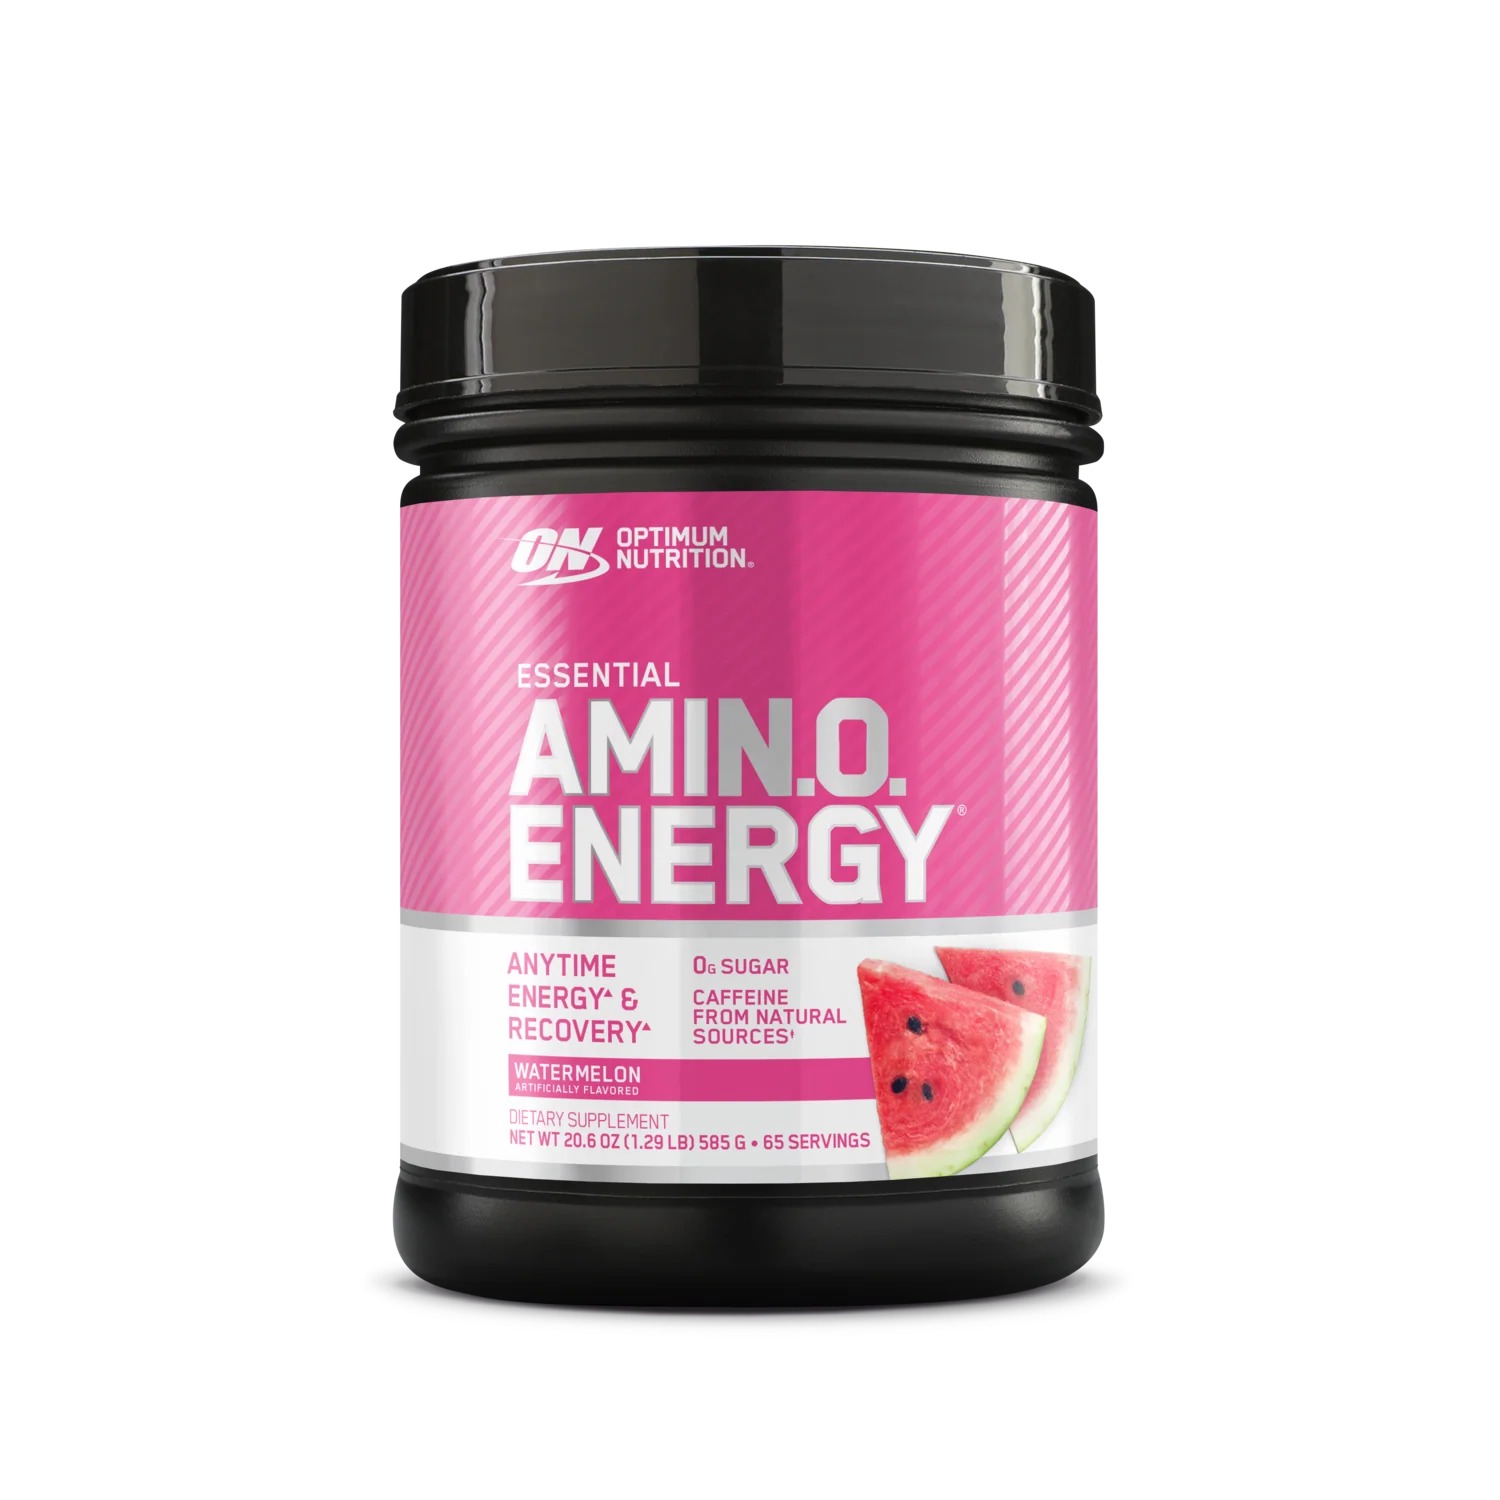 ON OPTIMUM
NUTRITION®
ESSENTIAL
AMIN.O.
ENERGY®
ANYTIME
ENERGY▲ &
RECOVERY▲
0G SUGAR
CAFFEINE
FROM NATURAL
SOURCES†
WATERMELON
ARTIFICIALLY FLAVORED
DIETARY SUPPLEMENT
NET WT 20.6 OZ (1.29 LB) 585 G • 65 SERVINGS